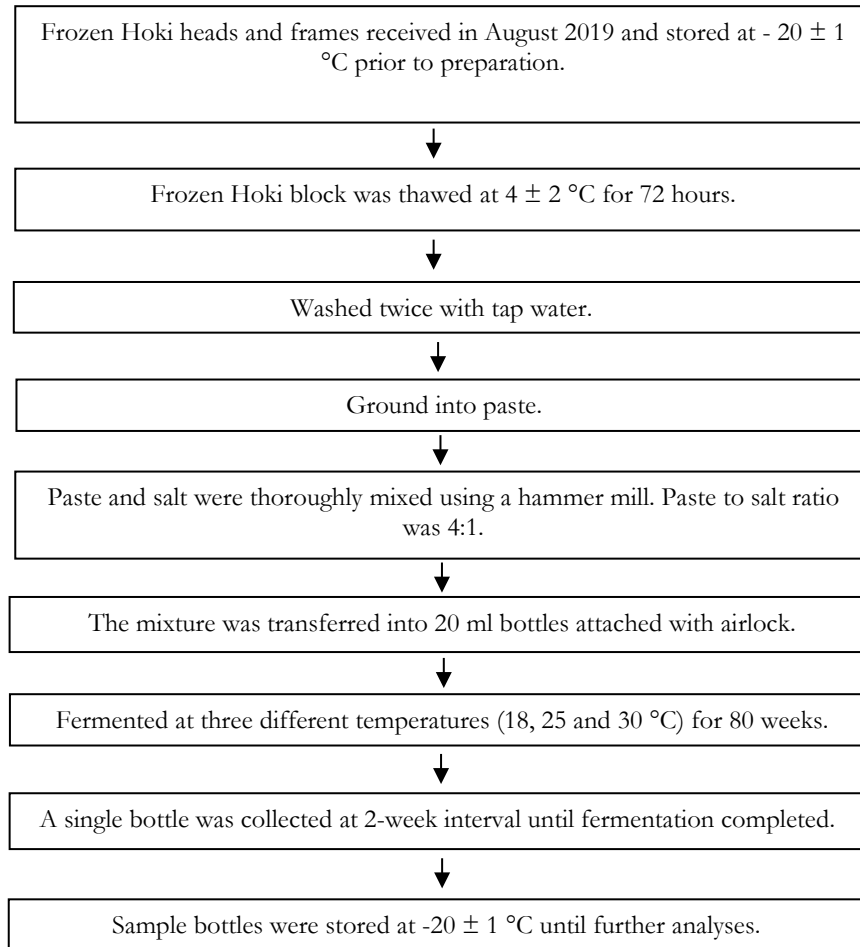 Frozen Hoki heads and frames received in August 2019 and stored at - 20 ± 1
°C prior to preparation.
Frozen Hoki block was thawed at 4 ± 2 °C for 72 hours.
Washed twice with tap water.
Ground into paste.
Paste and salt were thoroughly mixed using a hammer mill. Paste to salt ratio
was 4:1.
The mixture was transferred into 20 ml bottles attached with airlock.
Fermented at three different temperatures (18, 25 and 30 °C) for 80 weeks.
A single bottle was collected at 2-week interval until fermentation completed.
Sample bottles were stored at -20 ± 1 °C until further analyses.